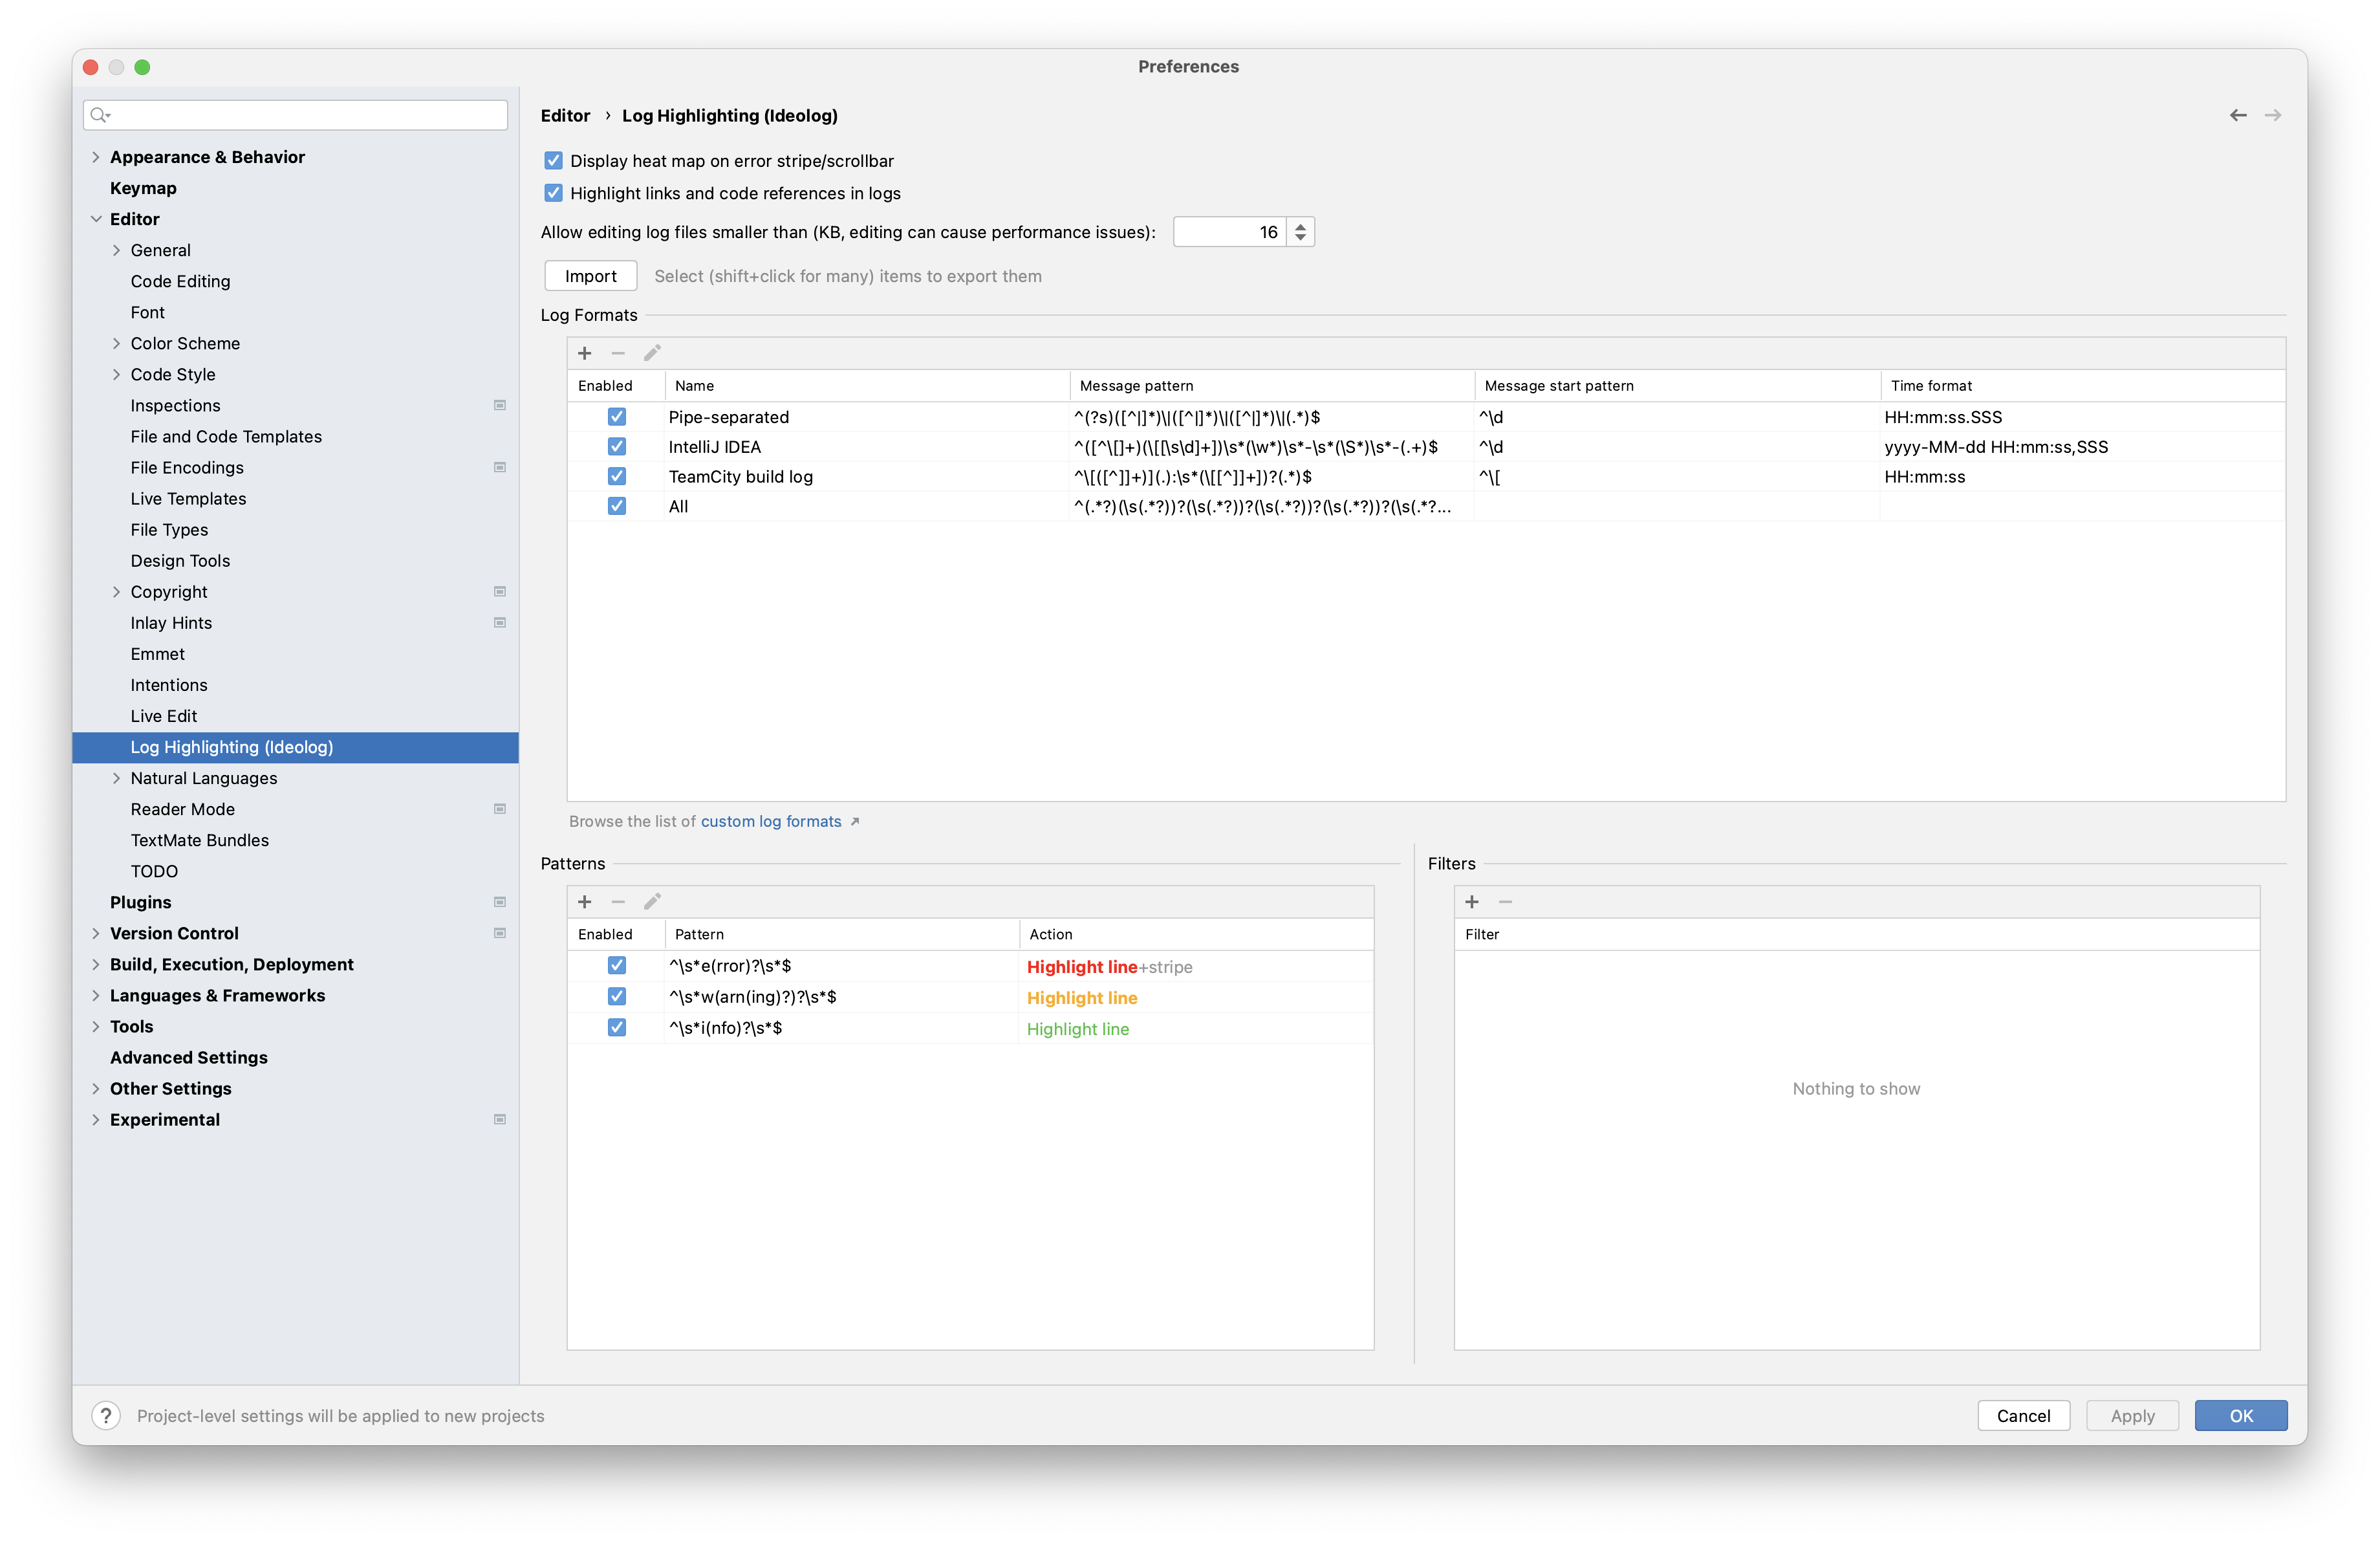 Preferences
Appearance & Behavior
Keymap
Editor
General
Code Editing
Font
Color Scheme
Code Style
Inspections
File and Code Templates
File Encodings
Live Templates
File Types
Design Tools
Copyright
Inlay Hints
Emmet
Intentions
Live Edit
Log Highlighting (Ideolog)
Natural Languages
Reader Mode
TextMate Bundles
TODO
Plugins
Version Control
Build, Execution, Deployment
Languages & Frameworks
Tools
Advanced Settings
Other Settings
Experimental
Editor › Log Highlighting (Ideolog)
Display heat map on error stripe/scrollbar
Highlight links and code references in logs
Allow editing log files smaller than (KB, editing can cause performance issues): 16
Import Select (shift+click for many) items to export them
Log Formats
Enabled Name Message pattern Message start pattern Time format
Pipe-separated ^(?s)([^|]*)\|([^|]*)\|([^|]*)\|(.*)$ ^\d HH:mm:ss.SSS
IntelliJ IDEA ^([^\[]+)(\[[\s\d]+])\s*(\w*)\s*-\s*(\S*)\s*-(.+)$ ^\d yyyy-MM-dd HH:mm:ss,SSS
TeamCity build log ^\[([^]]+)](.):\s*(\[[^]]+])?(.*)$ ^\[ HH:mm:ss
All ^(.*?)(\s(.*?))?(\s(.*?))?(\s(.*?))?(\s(.*?))?(\s(.*?...
Browse the list of custom log formats ↗
Patterns
Enabled Pattern Action
^\s*e(rror)?\s*$ Highlight line+stripe
^\s*w(arn(ing)?)?\s*$ Highlight line
^\s*i(nfo)?\s*$ Highlight line
Filters
Filter
Nothing to show
? Project-level settings will be applied to new projects
Cancel Apply OK